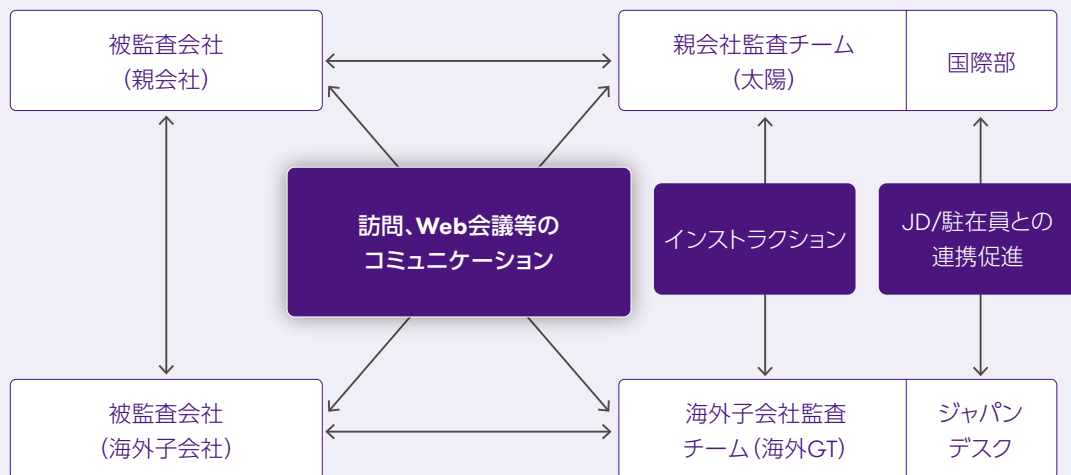 被監査会社
（親会社）
親会社監査チーム
（太陽）
国際部
訪問、Web会議等の
コミュニケーション
インストラクション
JD/駐在員との
連携促進
被監査会社
（海外子会社）
海外子会社監査
チーム（海外GT）
ジャパン
デスク